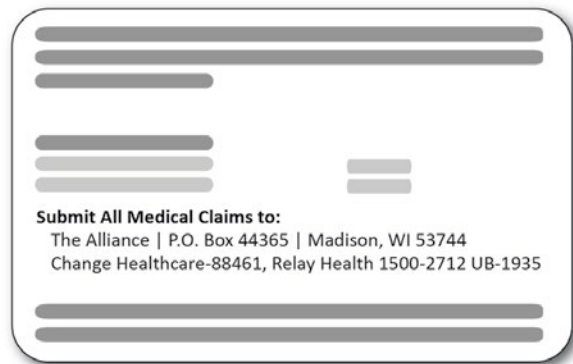 Submit All Medical Claims to:
The Alliance | P.O. Box 44365 | Madison, WI 53744
Change Healthcare-88461, Relay Health 1500-2712 UB-1935